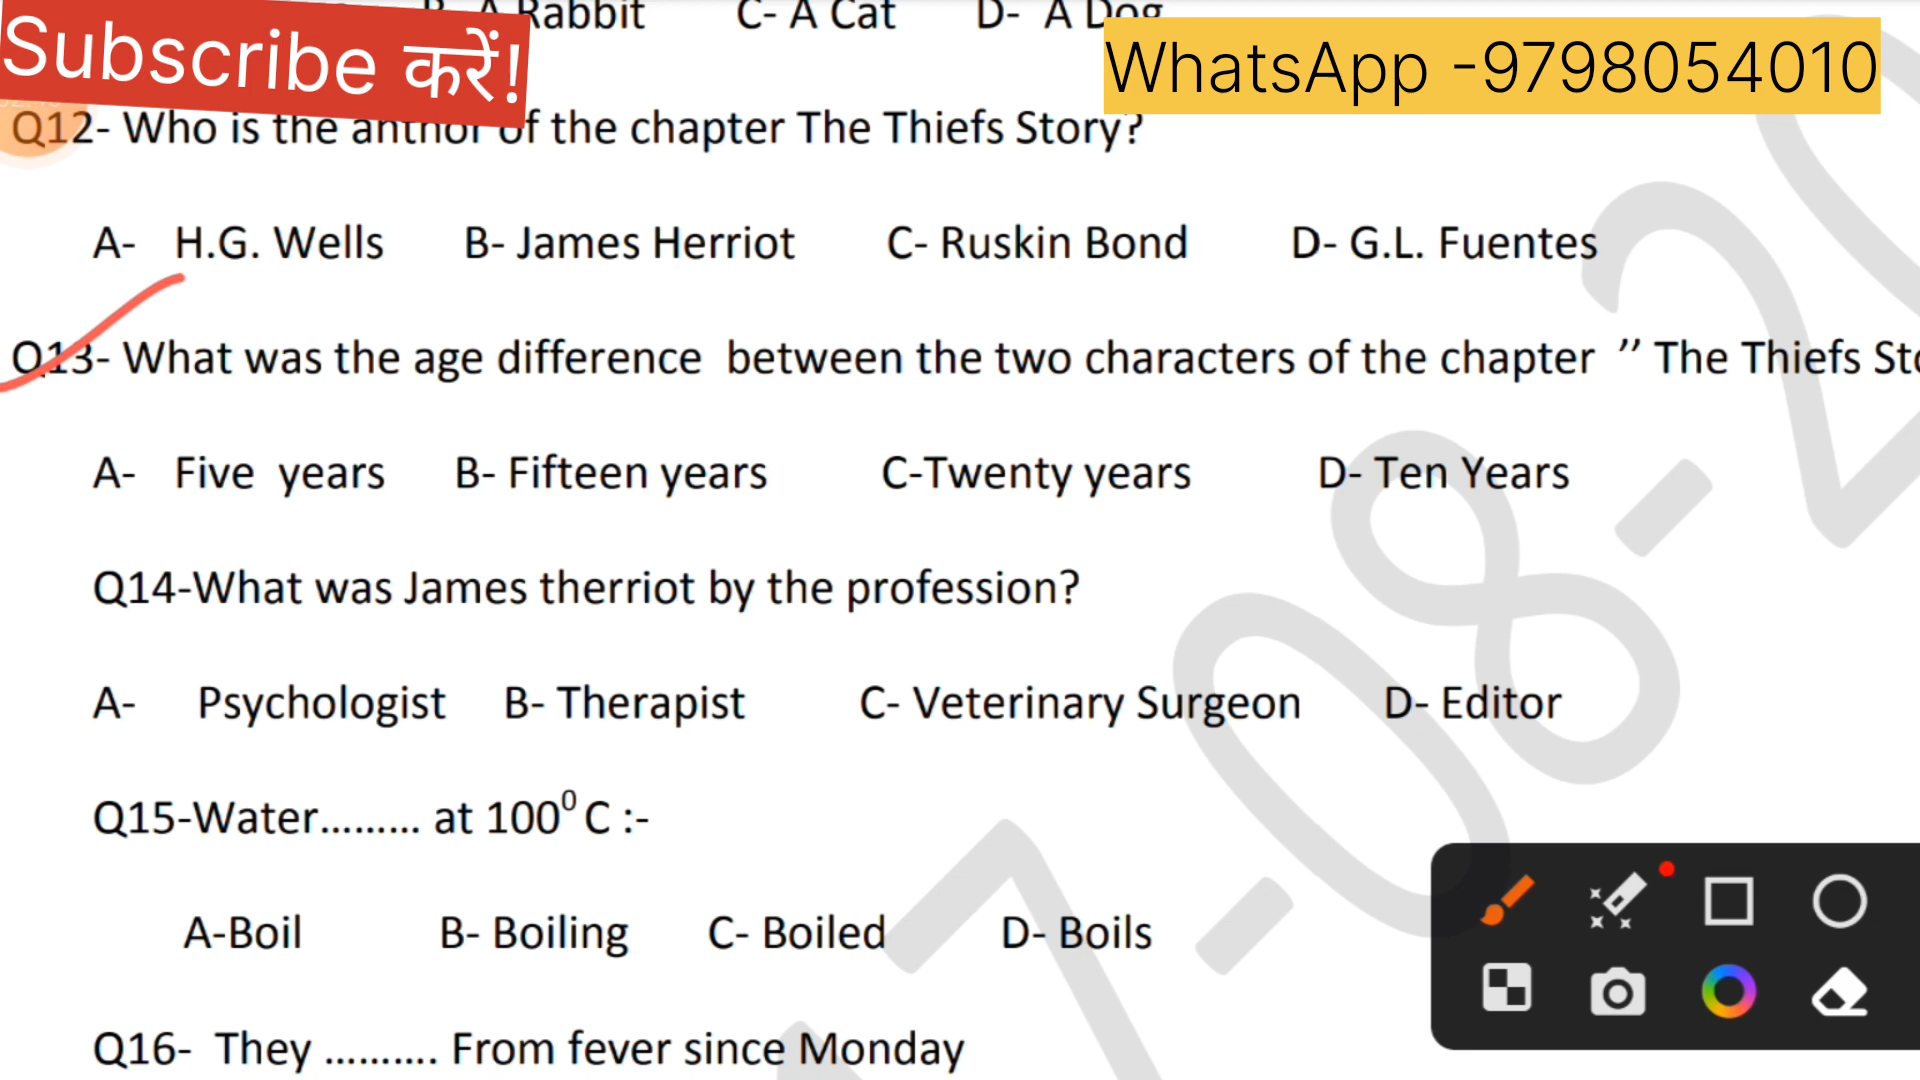 Rabbit C- A Cat D- A Dog
Subscribe करें!
WhatsApp -9798054010
Q12- Who is the anthor of the chapter The Thiefs Story?
A- H.G. Wells B- James Herriot C- Ruskin Bond D- G.L. Fuentes
Q13- What was the age difference between the two characters of the chapter ’’ The Thiefs
A- Five years B- Fifteen years C-Twenty years D- Ten Years
Q14-What was James therriot by the profession?
A- Psychologist B- Therapist C- Veterinary Surgeon D- Editor
Q15-Water......... at 100⁰ C :-
A-Boil B- Boiling C- Boiled D- Boils
Q16- They .......... From fever since Monday